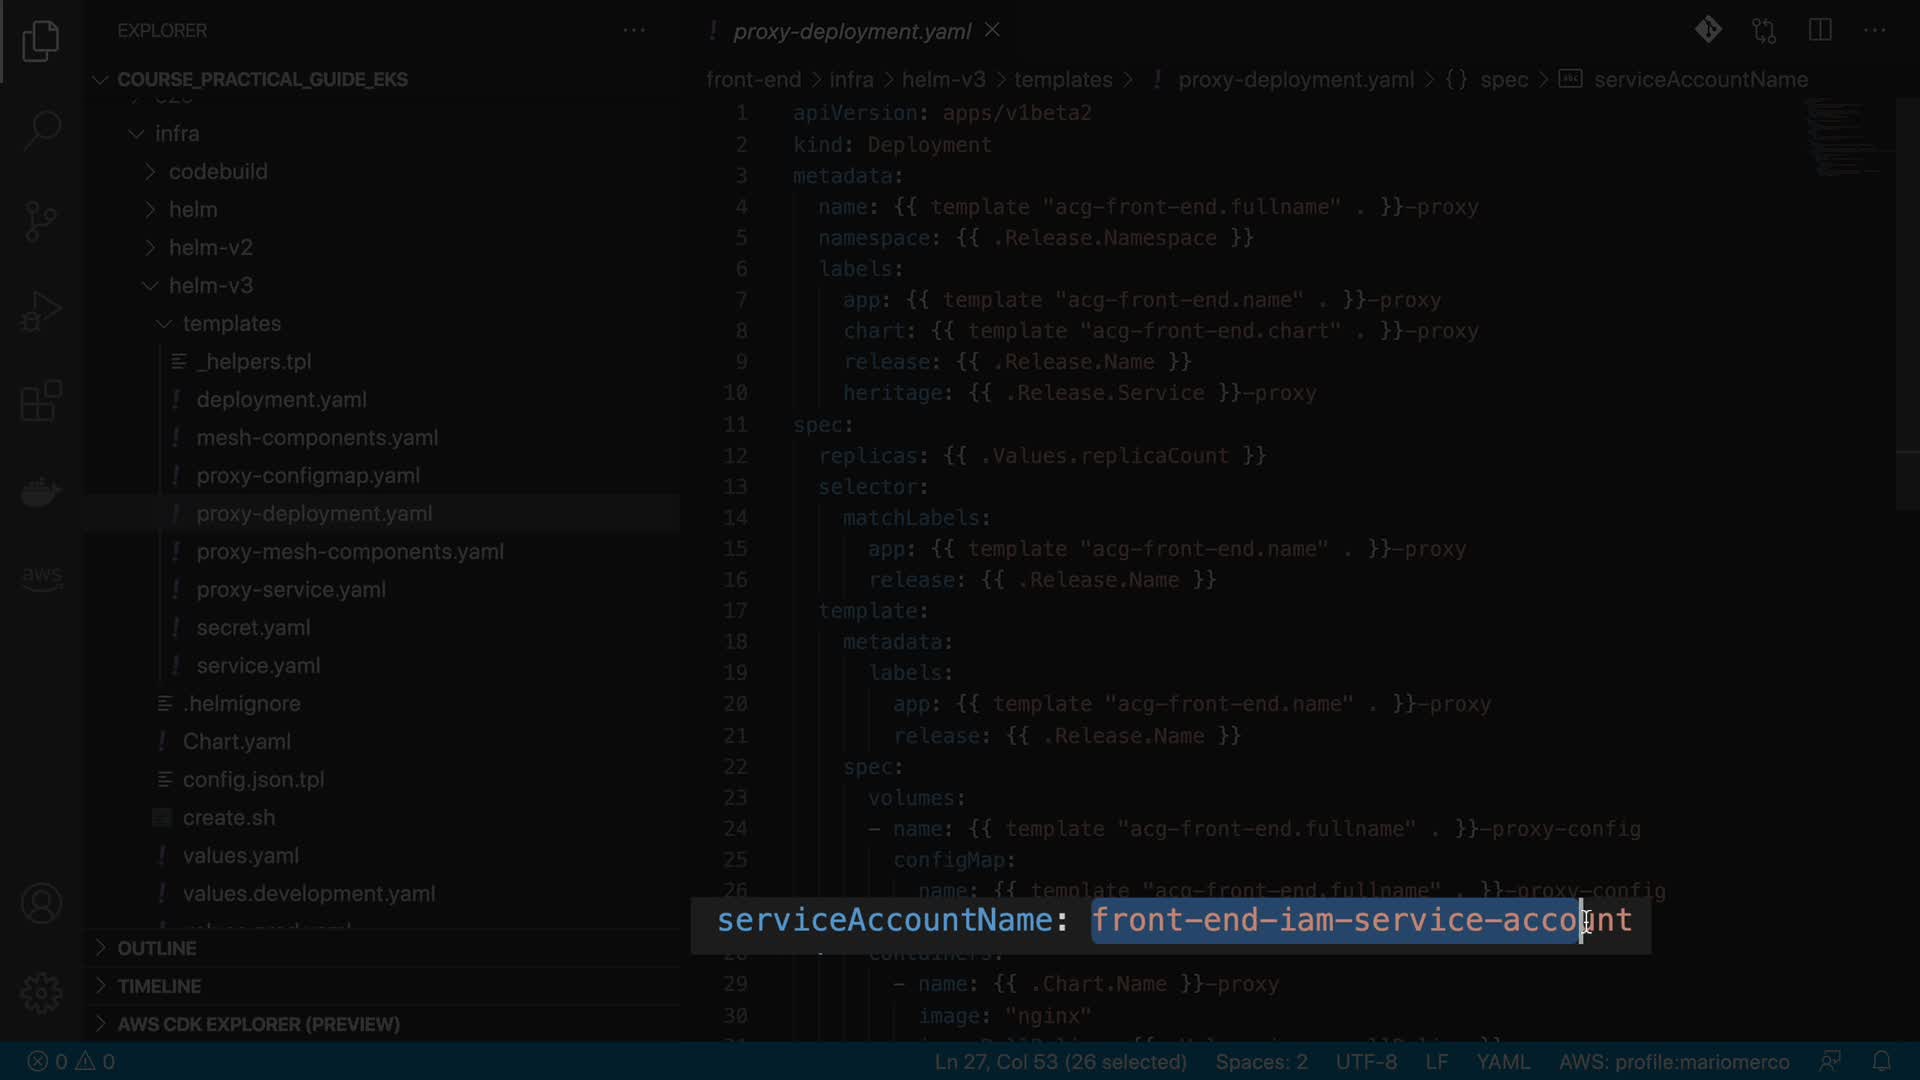 EXPLORER
COURSE_PRACTICAL_GUIDE_EKS
infra
codebuild
helm
helm-v2
helm-v3
templates
_helpers.tpl
! deployment.yaml
! mesh-components.yaml
! proxy-configmap.yaml
! proxy-deployment.yaml
! proxy-mesh-components.yaml
! proxy-service.yaml
! secret.yaml
! service.yaml
.helmignore
! Chart.yaml
config.json.tpl
create.sh
! values.yaml
! values.development.yaml
OUTLINE
TIMELINE
AWS CDK EXPLORER (PREVIEW)
aws
! proxy-deployment.yaml
front-end > infra > helm-v3 > templates > ! proxy-deployment.yaml > {} spec > abc serviceAccountName
1 apiVersion: apps/v1beta2
2 kind: Deployment
3 metadata:
4 name: {{ template "acg-front-end.fullname" . }}-proxy
5 namespace: {{ .Release.Namespace }}
6 labels:
7 app: {{ template "acg-front-end.name" . }}-proxy
8 chart: {{ template "acg-front-end.chart" . }}-proxy
9 release: {{ .Release.Name }}
10 heritage: {{ .Release.Service }}-proxy
11 spec:
12 replicas: {{ .Values.replicaCount }}
13 selector:
14 matchLabels:
15 app: {{ template "acg-front-end.name" . }}-proxy
16 release: {{ .Release.Name }}
17 template:
18 metadata:
19 labels:
20 app: {{ template "acg-front-end.name" . }}-proxy
21 release: {{ .Release.Name }}
22 spec:
23 volumes:
24 - name: {{ template "acg-front-end.fullname" . }}-proxy-config
25 configMap:
26 name: {{ template "acg-front-end.fullname" . }}-proxy-config
serviceAccountName: front-end-iam-service-account
28 containers:
29 - name: {{ .Chart.Name }}-proxy
30 image: "nginx"
0 0
Ln 27, Col 53 (26 selected) Spaces: 2 UTF-8 LF YAML AWS: profile:mariomerco